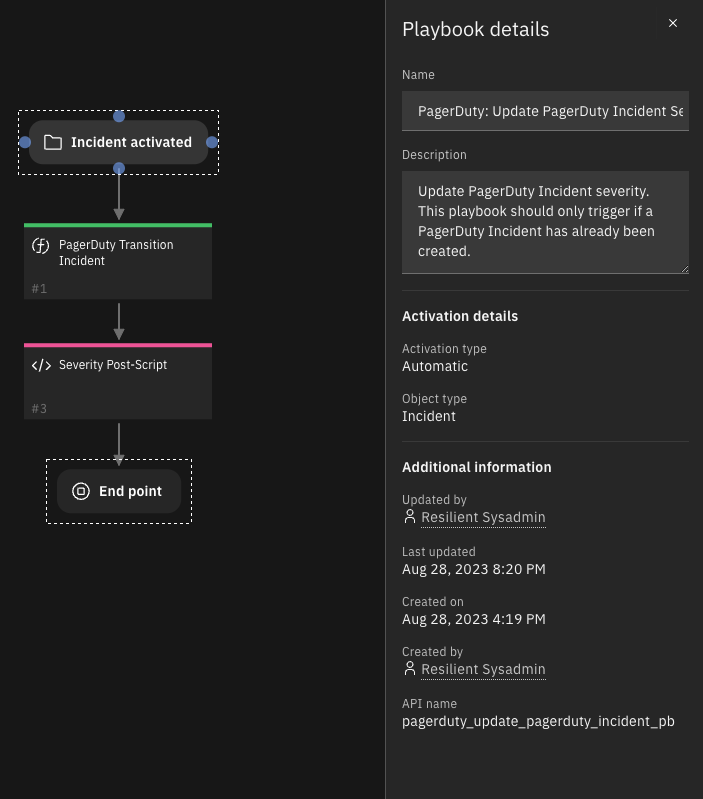 Incident activated
PagerDuty Transition
Incident
#1
Severity Post-Script
#3
End point
Playbook details
Name
PagerDuty: Update PagerDuty Incident Se
Description
Update PagerDuty Incident severity.
This playbook should only trigger if a
PagerDuty Incident has already been
created.
Activation details
Activation type
Automatic
Object type
Incident
Additional information
Updated by
Resilient Sysadmin
Last updated
Aug 28, 2023 8:20 PM
Created on
Aug 28, 2023 4:19 PM
Created by
Resilient Sysadmin
API name
pagerduty_update_pagerduty_incident_pb